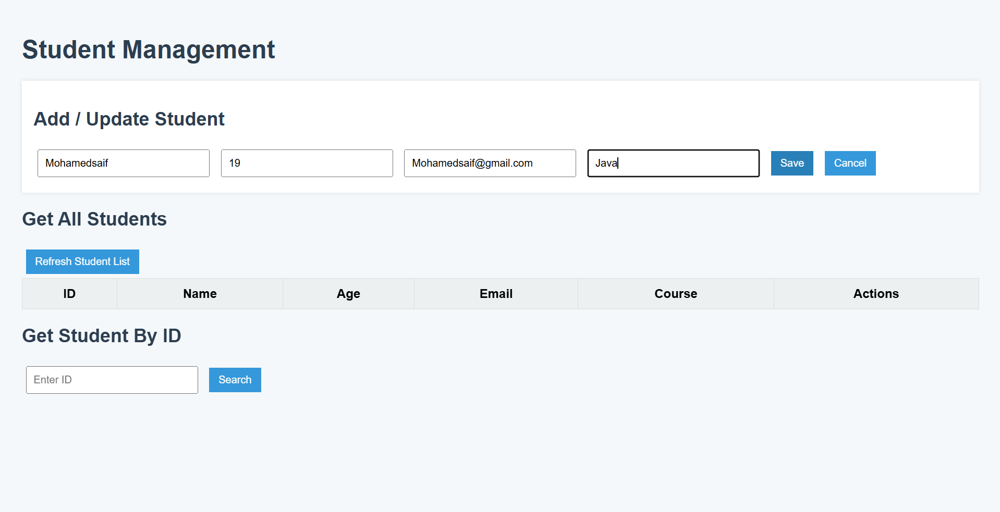 Student Management
Add / Update Student
Mohamedsaif 19 Mohamedsaif@gmail.com Java Save Cancel
Get All Students
Refresh Student List
ID Name Age Email Course Actions
Get Student By ID
Enter ID Search